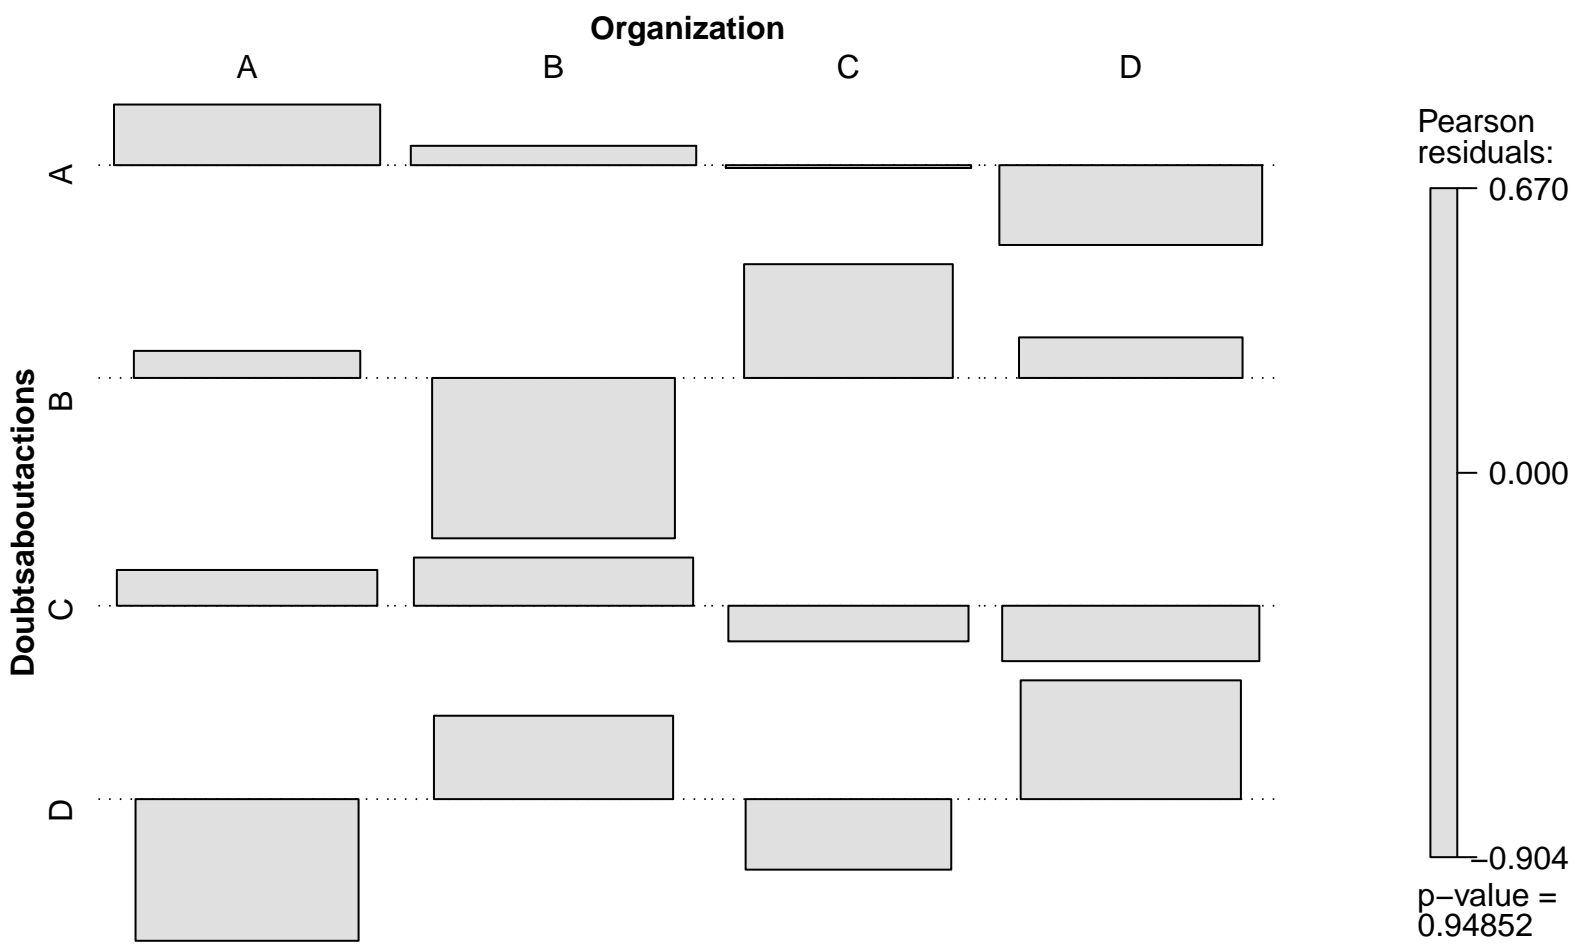 Organization
A B C D
Doubtsaboutactions
A
B
C
D
Pearson
residuals:
0.670
0.000
−0.904
p−value =
0.94852